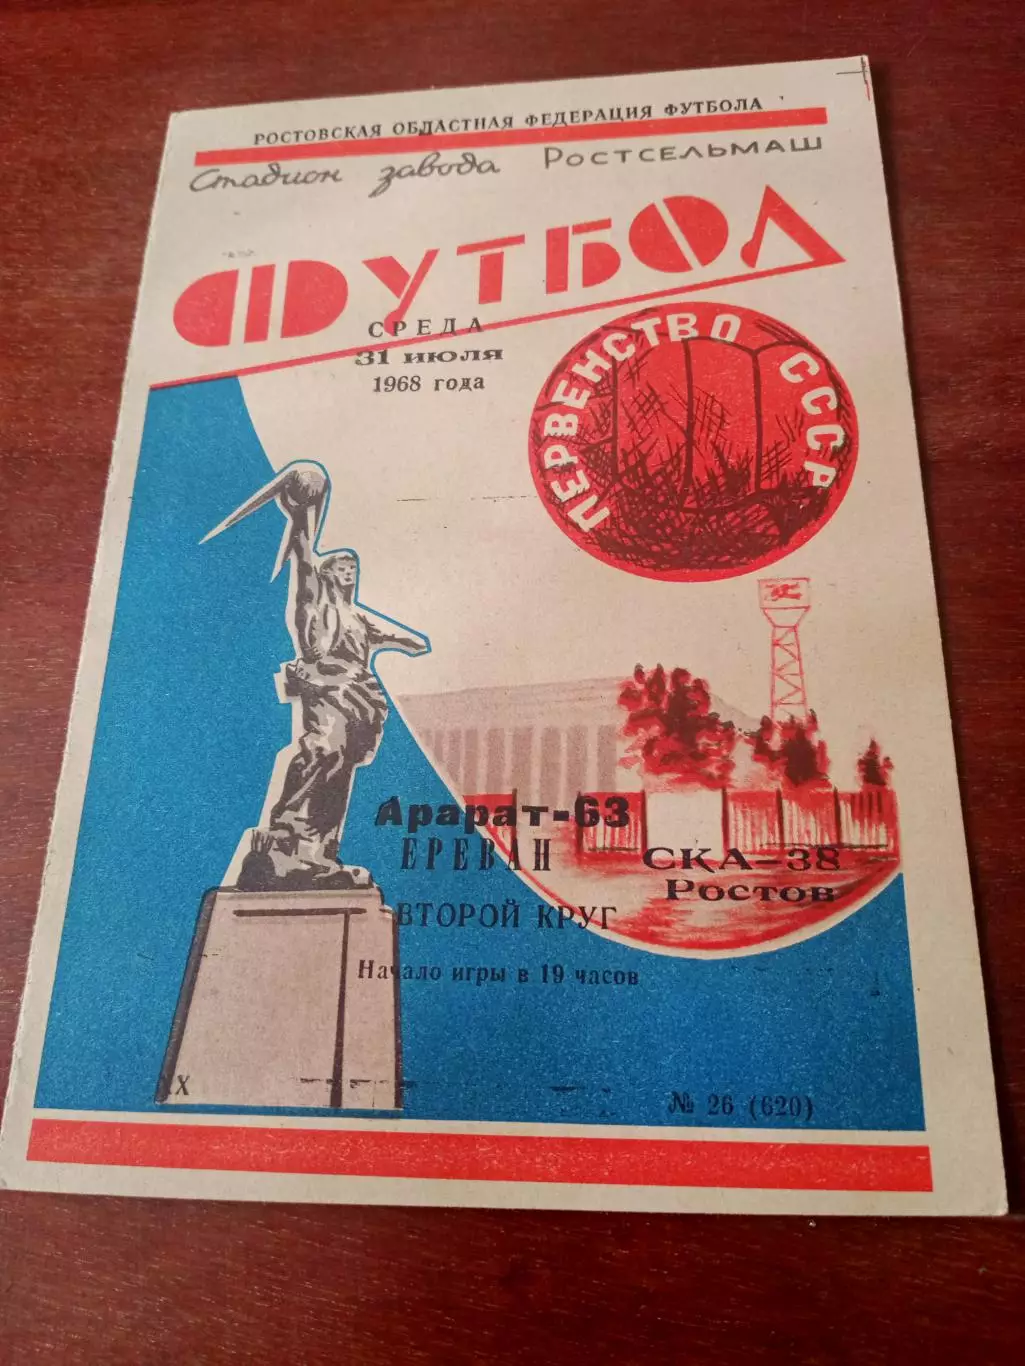 РОСТОВСКАЯ ОБЛАСТНАЯ ФЕДЕРАЦИЯ ФУТБОЛА
Стадион завода РОСТСЕЛЬМАШ
ФУТБОЛ
СРЕДА
31 июля
1968 года
ПЕРВЕНСТВО СССР
Арарат-63
ЕРЕВАН
СКА-38
Ростов
ВТОРОЙ КРУГ
Начало игры в 19 часов
Х
№ 26 (620)